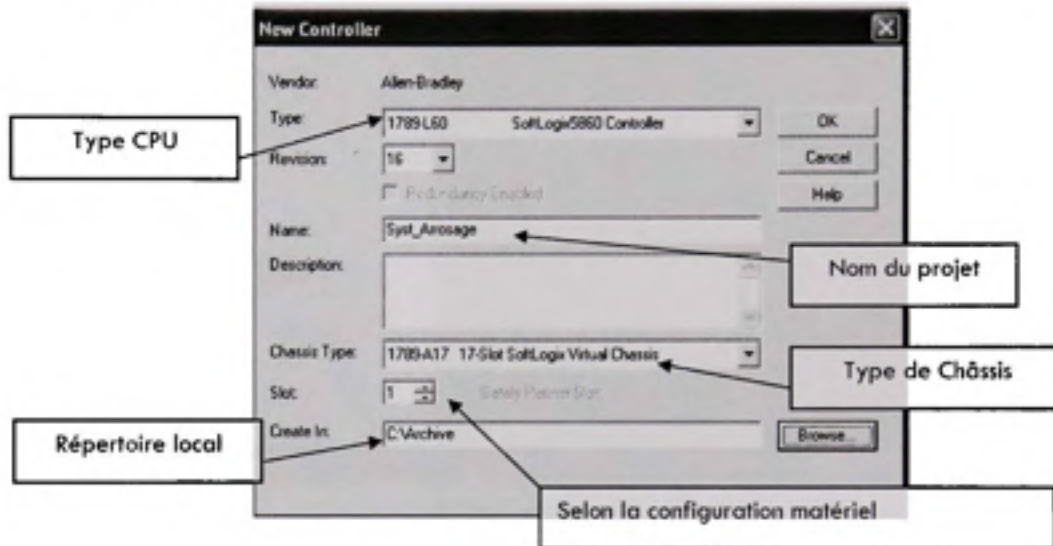 New Controller
Vendor: Allen-Bradley
Type: 1789-L60 SoftLogix5860 Controller
OK
Type CPU
Revision: 16
Cancel
Redundancy Enabled
Help
Name: Syst_Arrosage
Nom du projet
Description:
Chassis Type: 1789-A17 17-Slot SoftLogix Virtual Chassis
Type de Châssis
Slot: 1
Safety Partner Slot:
Répertoire local
Create In: C:\Archive
Browse...
Selon la configuration matériel